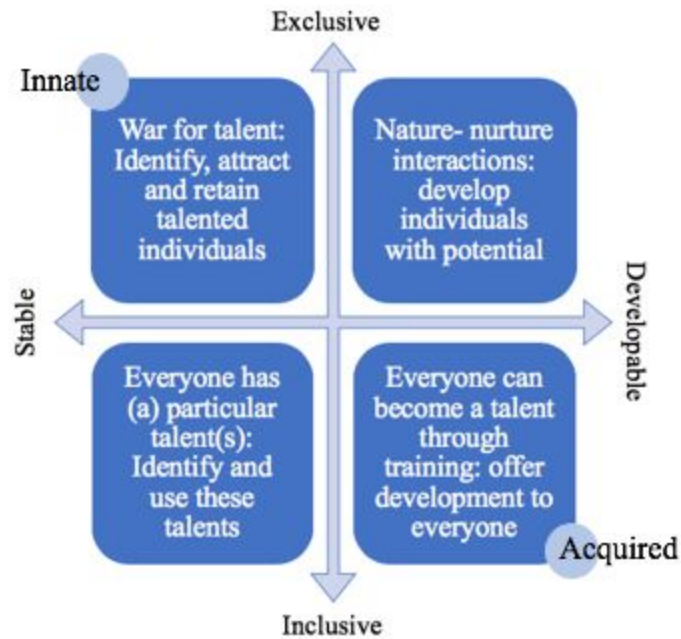 Exclusive
Innate
War for talent:
Identify, attract
and retain
talented
individuals
Nature- nurture
interactions:
develop
individuals
with potential
Stable
Developable
Everyone has
(a) particular
talent(s):
Identify and
use these
talents
Everyone can
become a talent
through
training: offer
development to
everyone
Acquired
Inclusive